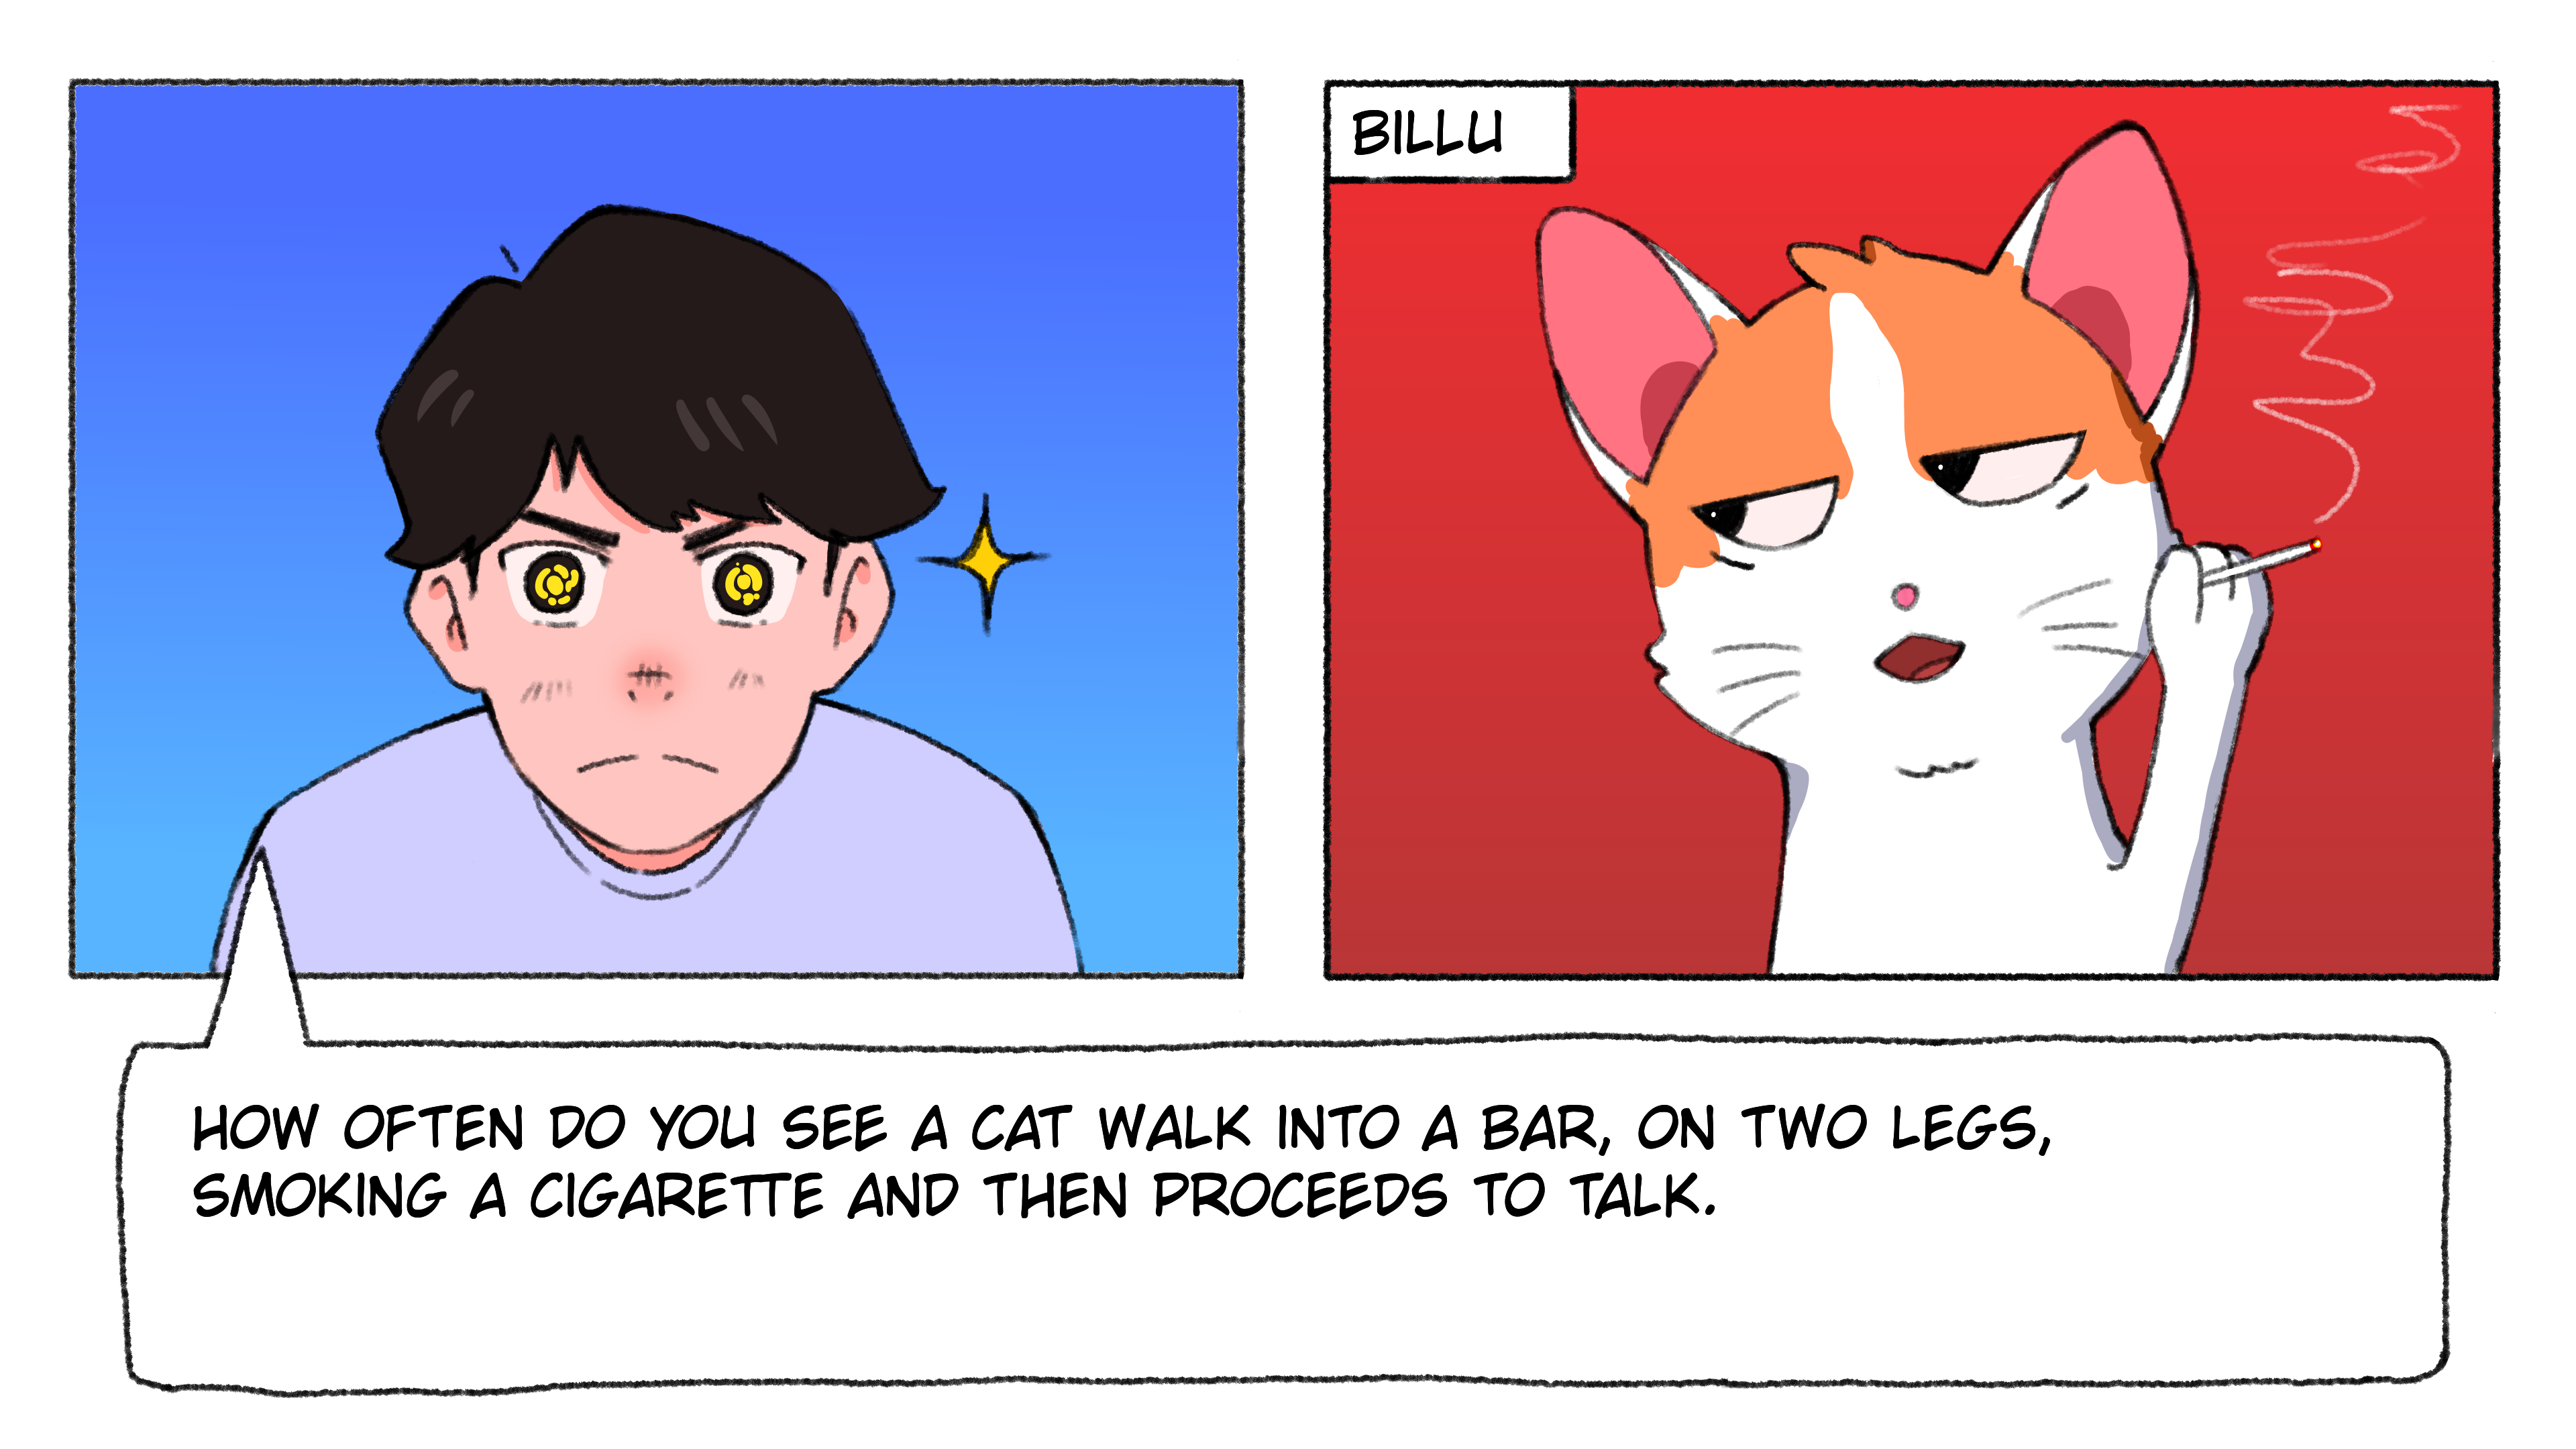 BILLU
HOW OFTEN DO YOU SEE A CAT WALK INTO A BAR, ON TWO LEGS,
SMOKING A CIGARETTE AND THEN PROCEEDS TO TALK.